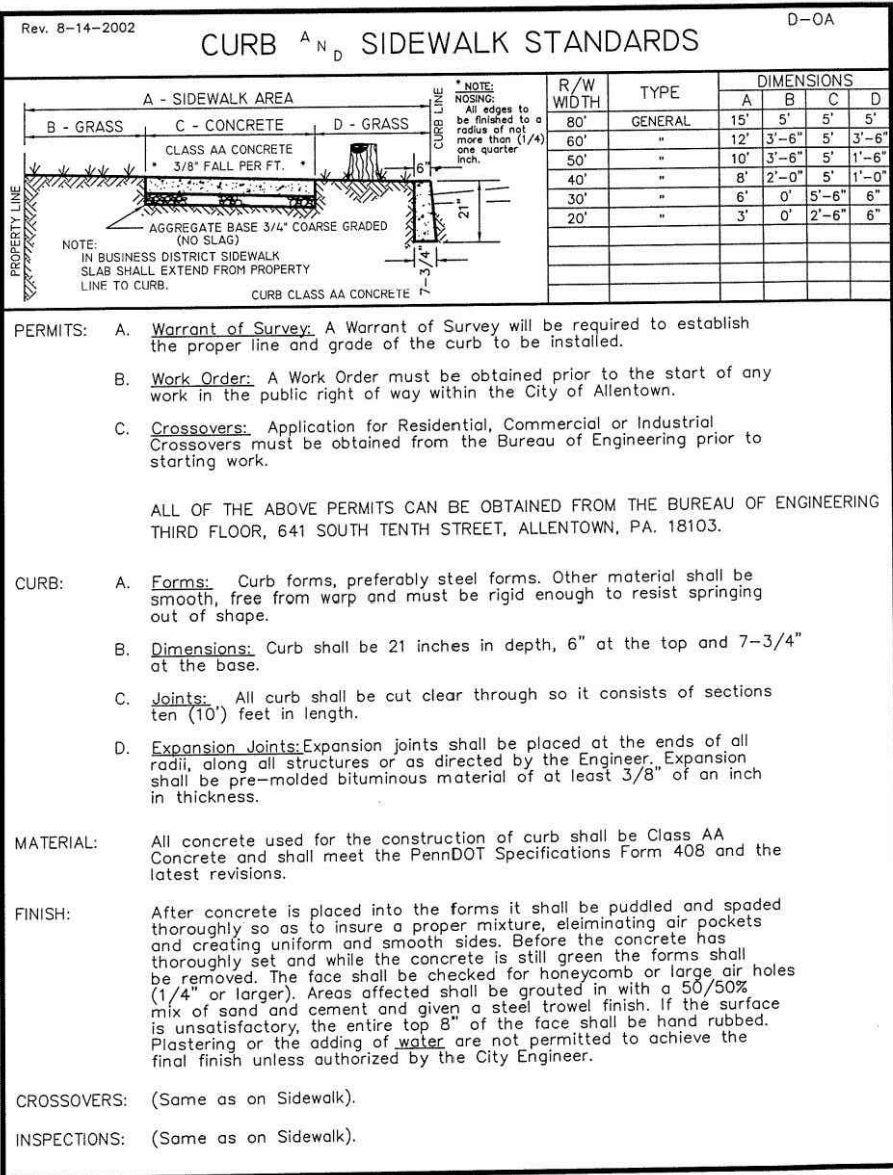 Rev. 8-14-2002
D-OA
CURB AND SIDEWALK STANDARDS
A - SIDEWALK AREA
B - GRASS
C - CONCRETE
D - GRASS
CURB LINE
CLASS AA CONCRETE
* 3/8" FALL PER FT. *
6"
21"
7-3/4"
PROPERTY LINE
AGGREGATE BASE 3/4" COARSE GRADED
(NO SLAG)
NOTE:
IN BUSINESS DISTRICT SIDEWALK
SLAB SHALL EXTEND FROM PROPERTY
LINE TO CURB.
CURB CLASS AA CONCRETE
* NOTE:
NOSING:
All edges to
be finished to a
radius of not
more than (1/4)
one quarter
inch.
R/W WIDTH TYPE DIMENSIONS
A B C D
80' GENERAL 15' 5' 5' 5'
60' " 12' 3'-6" 5' 3'-6"
50' " 10' 3'-6" 5' 1'-6"
40' " 8' 2'-0" 5' 1'-0"
30' " 6' 0' 5'-6" 6"
20' " 3' 0' 2'-6" 6"
PERMITS: A. Warrant of Survey: A Warrant of Survey will be required to establish
the proper line and grade of the curb to be installed.
B. Work Order: A Work Order must be obtained prior to the start of any
work in the public right of way within the City of Allentown.
C. Crossovers: Application for Residential, Commercial or Industrial
Crossovers must be obtained from the Bureau of Engineering prior to
starting work.
ALL OF THE ABOVE PERMITS CAN BE OBTAINED FROM THE BUREAU OF ENGINEERING
THIRD FLOOR, 641 SOUTH TENTH STREET, ALLENTOWN, PA. 18103.
CURB: A. Forms: Curb forms, preferably steel forms. Other material shall be
smooth, free from warp and must be rigid enough to resist springing
out of shape.
B. Dimensions: Curb shall be 21 inches in depth, 6" at the top and 7-3/4"
at the base.
C. Joints: All curb shall be cut clear through so it consists of sections
ten (10') feet in length.
D. Expansion Joints: Expansion joints shall be placed at the ends of all
radii, along all structures or as directed by the Engineer. Expansion
shall be pre-molded bituminous material of at least 3/8" of an inch
in thickness.
MATERIAL: All concrete used for the construction of curb shall be Class AA
Concrete and shall meet the PennDOT Specifications Form 408 and the
latest revisions.
FINISH: After concrete is placed into the forms it shall be puddled and spaded
thoroughly so as to insure a proper mixture, eleiminating air pockets
and creating uniform and smooth sides. Before the concrete has
thoroughly set and while the concrete is still green the forms shall
be removed. The face shall be checked for honeycomb or large air holes
(1/4" or larger). Areas affected shall be grouted in with a 50/50%
mix of sand and cement and given a steel trowel finish. If the surface
is unsatisfactory, the entire top 8" of the face shall be hand rubbed.
Plastering or the adding of water are not permitted to achieve the
final finish unless authorized by the City Engineer.
CROSSOVERS: (Same as on Sidewalk).
INSPECTIONS: (Same as on Sidewalk).